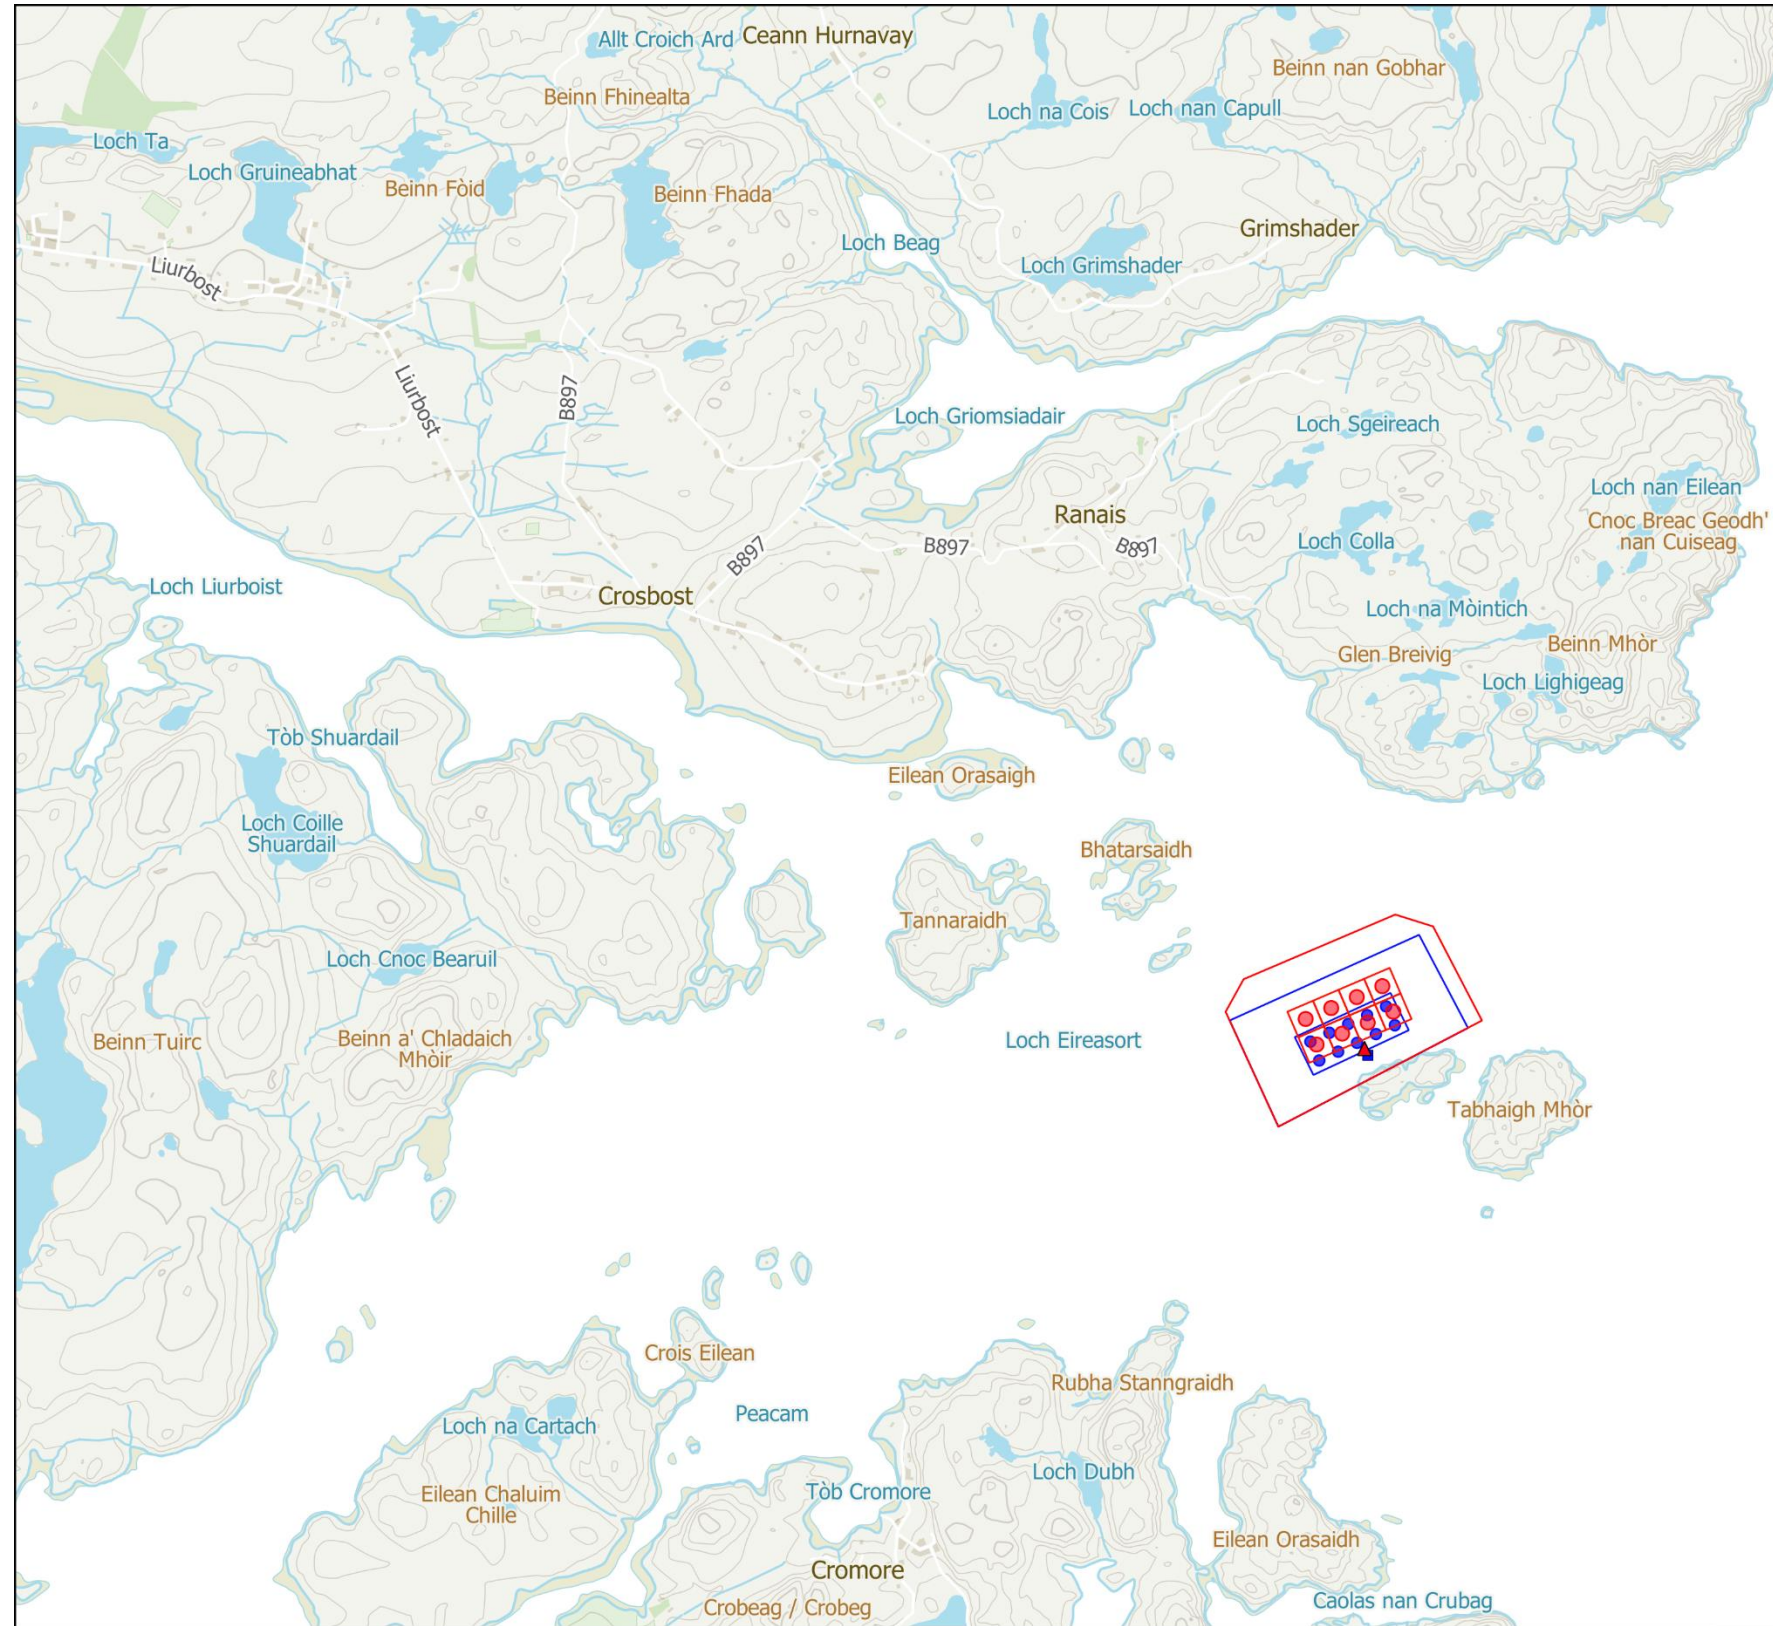 Allt Croich Ard
Ceann Hurnavay
Beinn nan Gobhar
Beinn Fhinealta
Loch na Cois
Loch nan Capull
Loch Ta
Loch Gruineabhat
Beinn Fòid
Beinn Fhada
Grimshader
Loch Beag
Loch Grimshader
Liurbost
Liurbost
B897
Loch Griomsiadair
Loch Sgeireach
Loch nan Eilean
Ranais
Cnoc Breac Geodh'
nan Cuiseag
Loch Colla
B897
B897
B897
Loch Liurboist
Crosbost
Loch na Mòintich
Beinn Mhòr
Glen Breivig
Loch Lighigeag
Tòb Shuardail
Eilean Orasaigh
Loch Coille
Shuardail
Bhatarsaidh
Tannaraidh
Loch Cnoc Bearuil
Beinn Tuirc
Beinn a' Chladaich
Mhòir
Loch Eireasort
Tabhaigh Mhòr
Crois Eilean
Rubha Stanngraidh
Peacam
Loch na Cartach
Loch Dubh
Eilean Chaluim
Chille
Tòb Cromore
Eilean Orasaidh
Cromore
Crobeag / Crobeg
Caolas nan Crubag